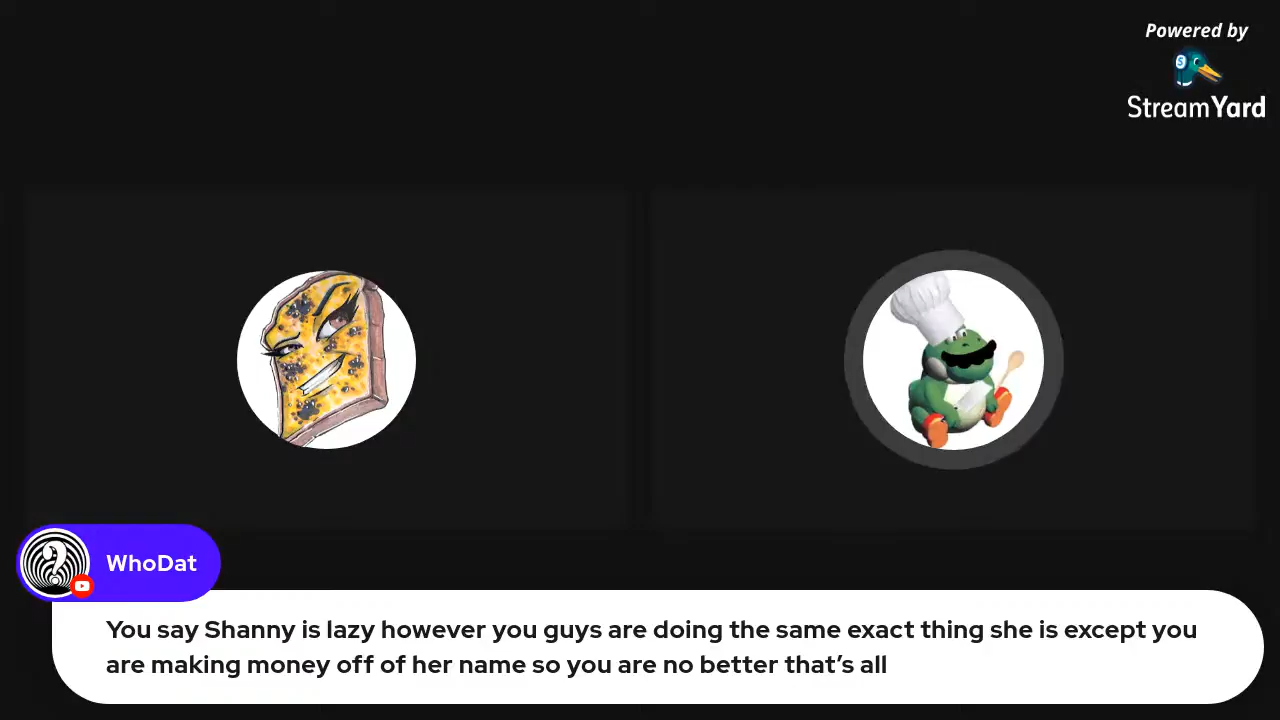 Powered by
StreamYard
WhoDat
You say Shanny is lazy however you guys are doing the same exact thing she is except you
are making money off of her name so you are no better that’s all